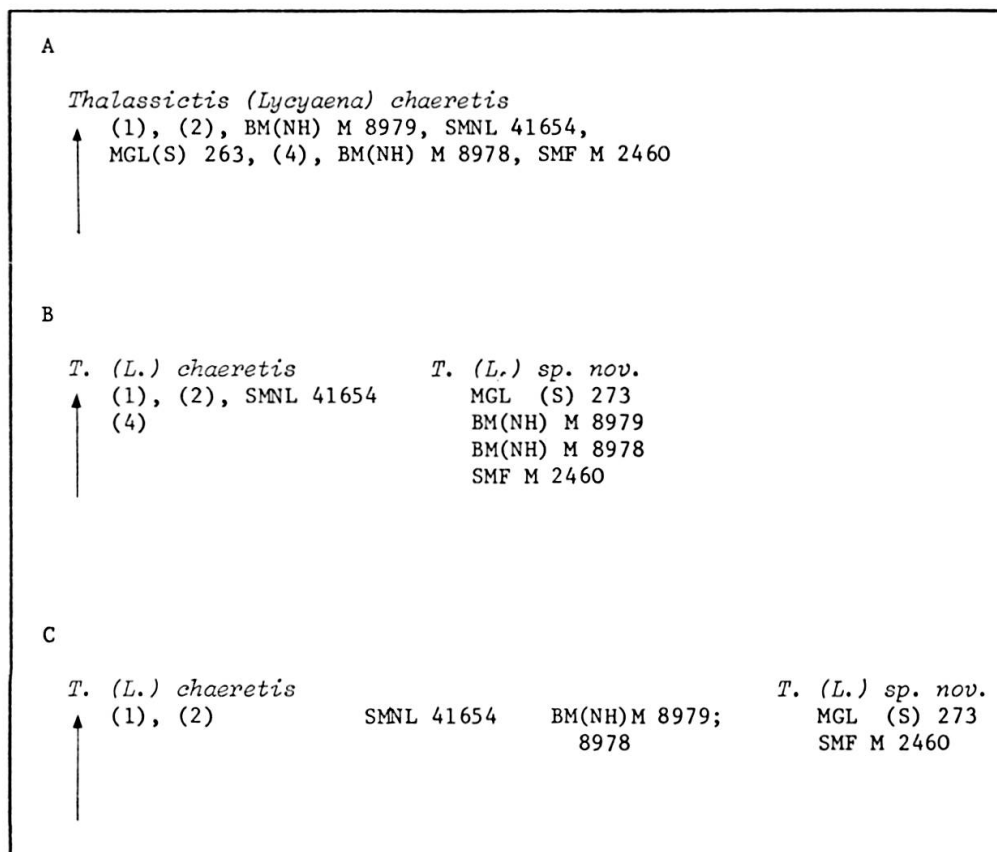 A
Thalassictis (Lycyaena) chaeretis
(1), (2), BM(NH) M 8979, SMNL 41654,
MGL(S) 263, (4), BM(NH) M 8978, SMF M 2460
B
T. (L.) chaeretis T. (L.) sp. nov.
(1), (2), SMNL 41654 MGL (S) 273
(4) BM(NH) M 8979
BM(NH) M 8978
SMF M 2460
C
T. (L.) chaeretis T. (L.) sp. nov.
(1), (2) SMNL 41654 BM(NH)M 8979; MGL (S) 273
8978 SMF M 2460